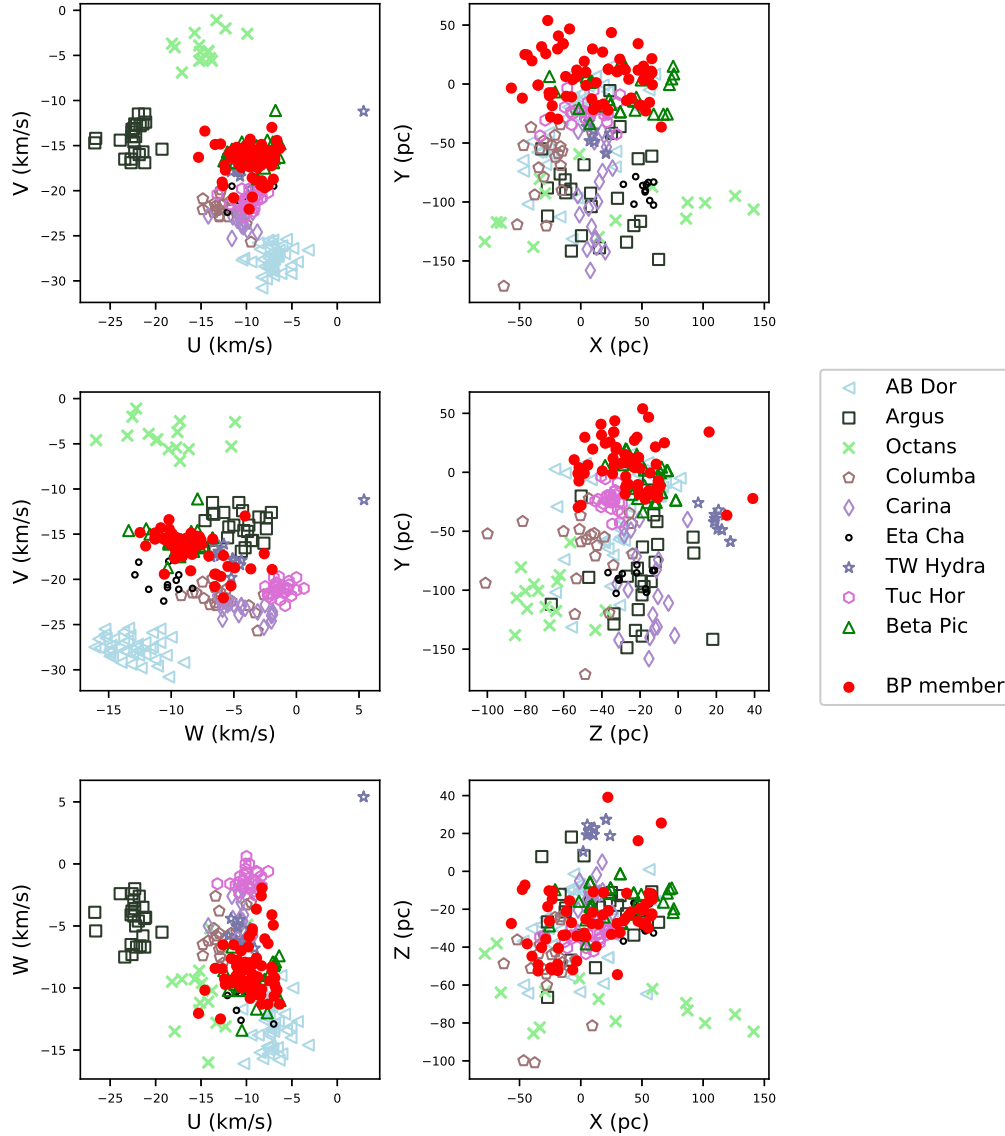 0
−5
−10
−15
−20
−25
−30
V (km/s)
−25 −20 −15 −10 −5 0
U (km/s)
50
0
−50
−100
−150
Y (pc)
−50 0 50 100 150
X (pc)
0
−5
−10
−15
−20
−25
−30
V (km/s)
−15 −10 −5 0 5
W (km/s)
50
0
−50
−100
−150
Y (pc)
−100 −80 −60 −40 −20 0 20 40
Z (pc)
AB Dor
Argus
Octans
Columba
Carina
Eta Cha
TW Hydra
Tuc Hor
Beta Pic
BP member
5
0
−5
−10
−15
W (km/s)
−25 −20 −15 −10 −5 0
U (km/s)
40
20
0
−20
−40
−60
−80
−100
Z (pc)
−50 0 50 100 150
X (pc)